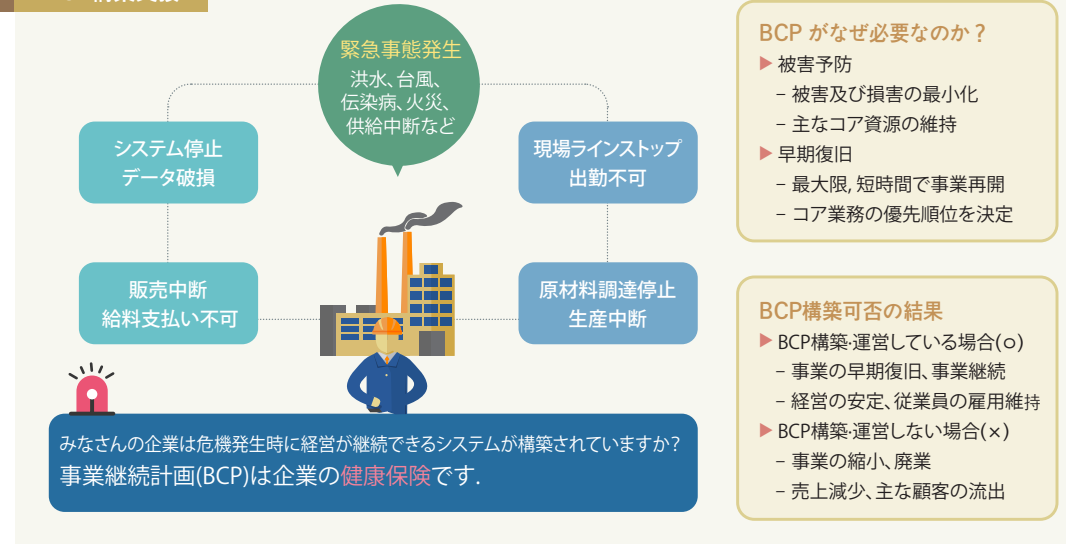 緊急事態発生
洪水、台風、
伝染病、火災、
供給中断など
システム停止
データ破損
現場ラインストップ
出勤不可
販売中断
給料支払い不可
原材料調達停止
生産中断
みなさんの企業は危機発生時に経営が継続できるシステムが構築されていますか?
事業継続計画(BCP)は企業の健康保険です.
BCP がなぜ必要なのか?
▶ 被害予防
– 被害及び損害の最小化
– 主なコア資源の維持
▶ 早期復旧
– 最大限, 短時間で事業再開
– コア業務の優先順位を決定
BCP構築可否の結果
▶ BCP構築·運営している場合(○)
– 事業の早期復旧、事業継続
– 経営の安定、従業員の雇用維持
▶ BCP構築·運営しない場合(×)
– 事業の縮小、廃業
– 売上減少、主な顧客の流出